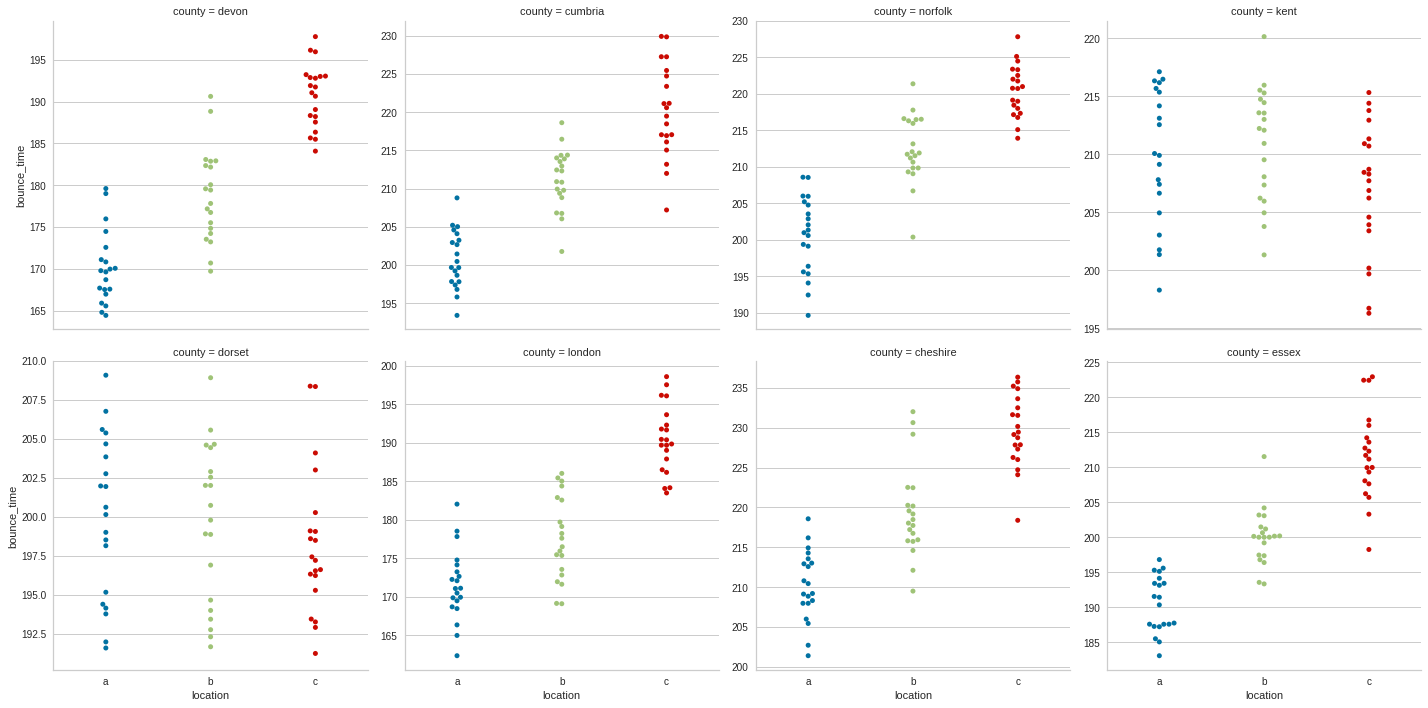 county = devon
county = cumbria
county = norfolk
county = kent
bounce_time
195
190
185
180
175
170
165
230
225
220
215
210
205
200
195
230
225
220
215
210
205
200
195
190
220
215
210
205
200
195
county = dorset
county = london
county = cheshire
county = essex
bounce_time
210.0
207.5
205.0
202.5
200.0
197.5
195.0
192.5
200
195
190
185
180
175
170
165
235
230
225
220
215
210
205
200
225
220
215
210
205
200
195
190
185
a
b
c
a
b
c
a
b
c
a
b
c
location
location
location
location